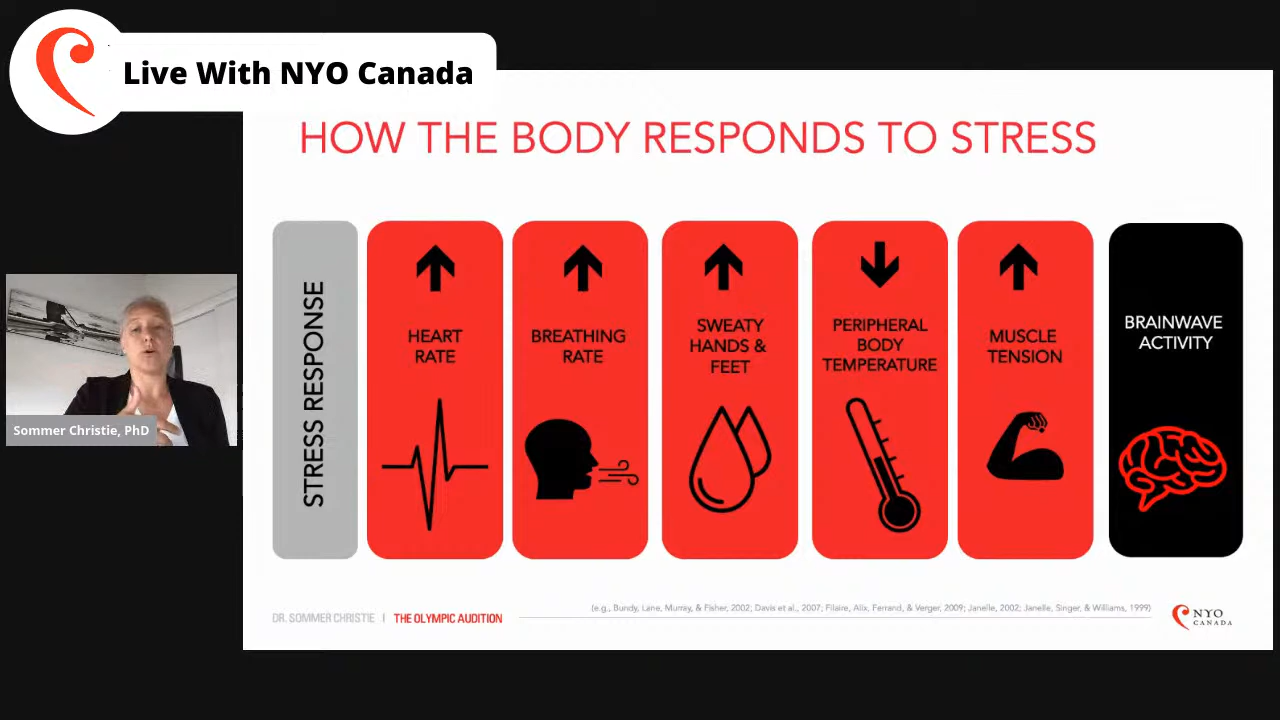 Live With NYO Canada
HOW THE BODY RESPONDS TO STRESS
STRESS RESPONSE
HEART
RATE
BREATHING
RATE
SWEATY
HANDS &
FEET
PERIPHERAL
BODY
TEMPERATURE
MUSCLE
TENSION
BRAINWAVE
ACTIVITY
Sommer Christie, PhD
(e.g., Bundy, Lane, Murray, & Fisher, 2002; Davis et al., 2007; Filaire, Alix, Ferrand, & Verger, 2009; Janelle, 2002; Janelle, Singer, & Williams, 1999)
DR. SOMMER CHRISTIE | THE OLYMPIC AUDITION
NYO
CANADA